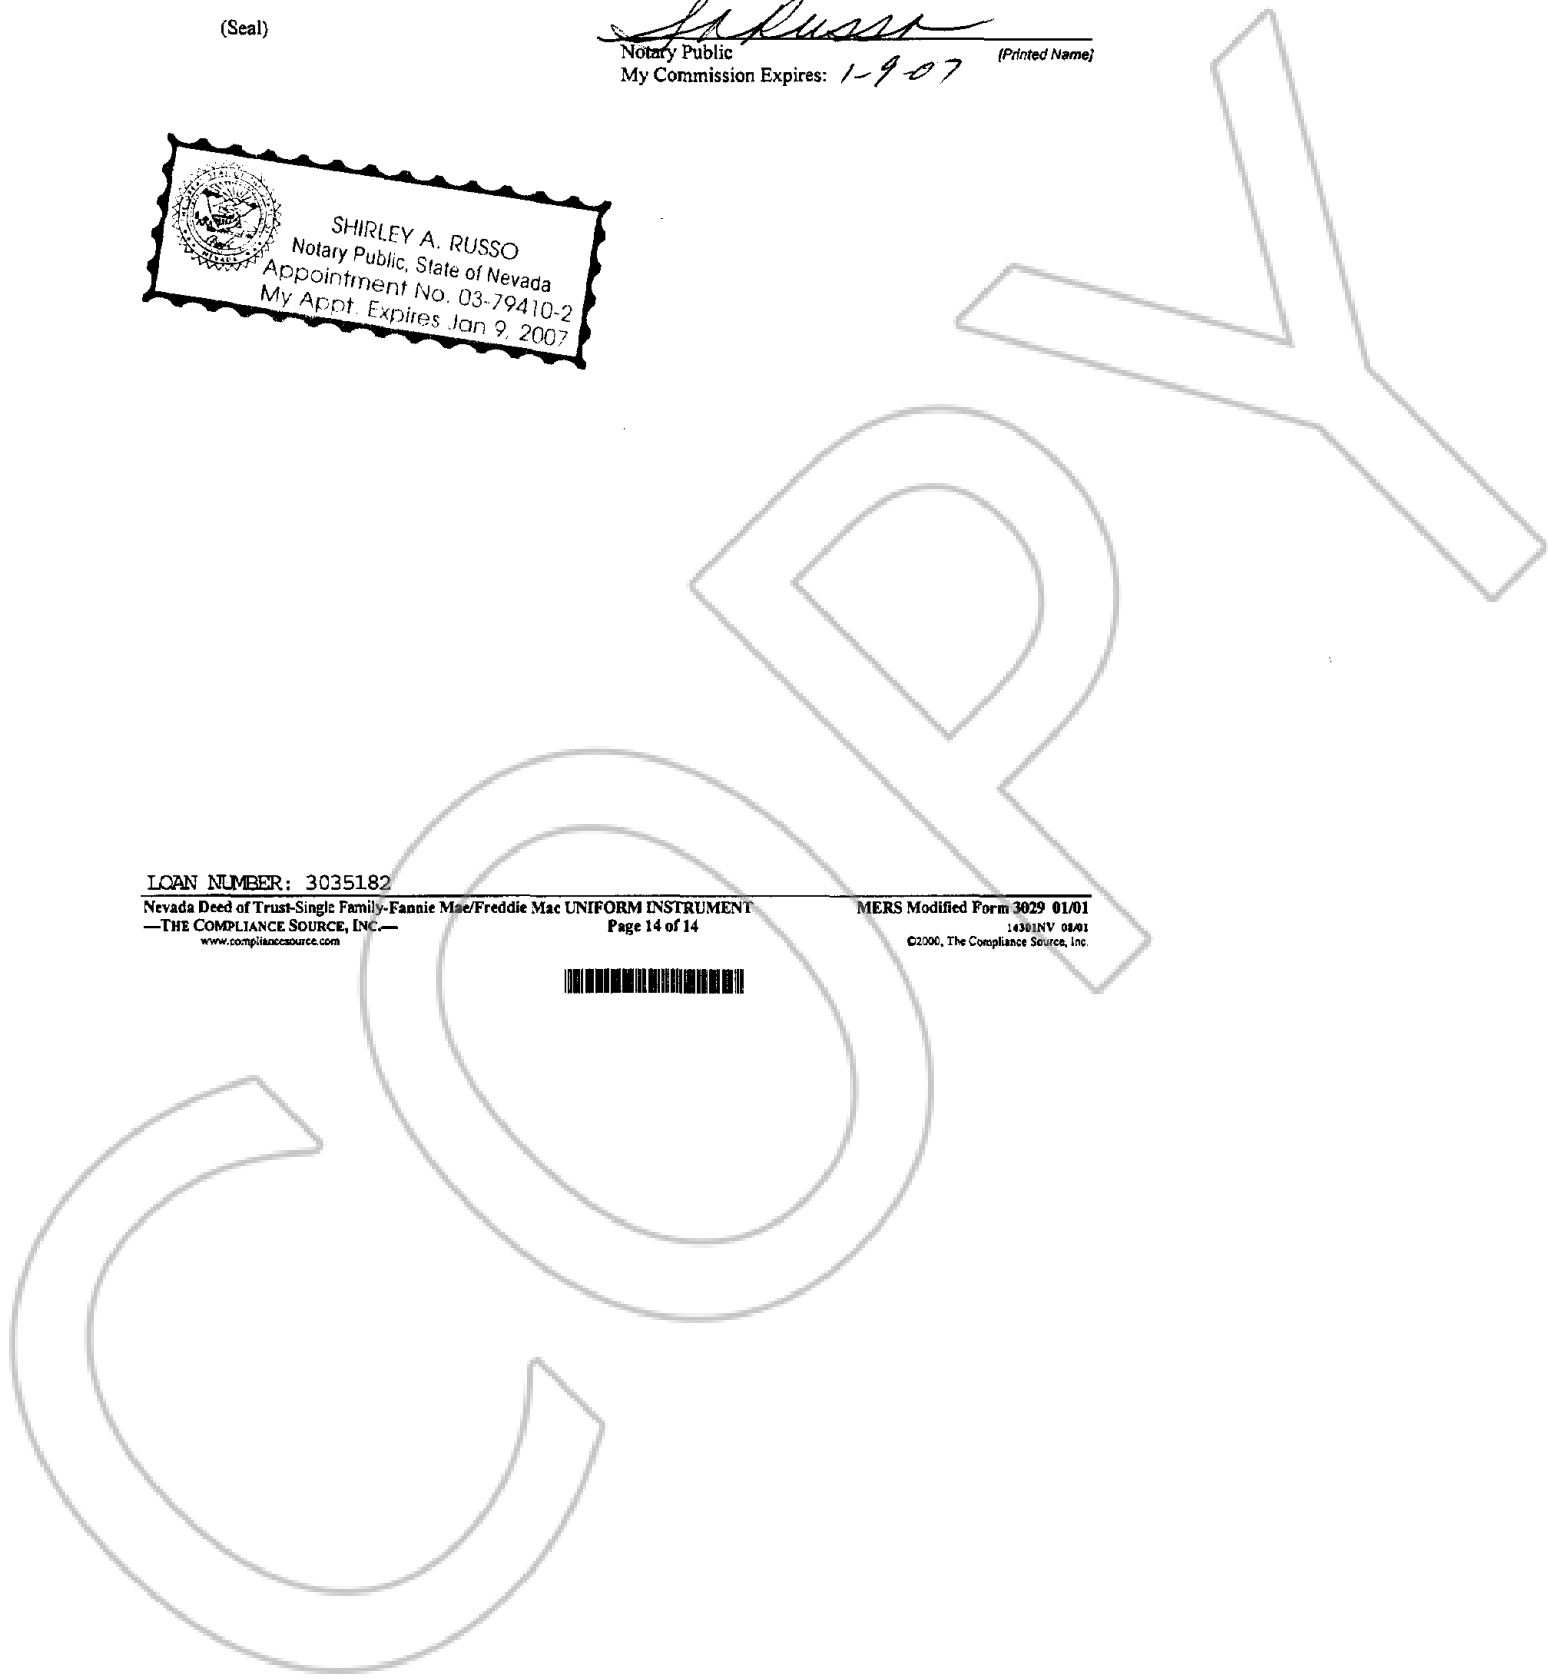 (Seal)
SARusso
Notary Public (Printed Name)
My Commission Expires: 1-9-07
SHIRLEY A. RUSSO
Notary Public, State of Nevada
Appointment No. 03-79410-2
My Appt. Expires Jan 9, 2007
LOAN NUMBER: 3035182
Nevada Deed of Trust-Single Family-Fannie Mae/Freddie Mac UNIFORM INSTRUMENT MERS Modified Form 3029 01/01
—THE COMPLIANCE SOURCE, INC.— Page 14 of 14 14301NV 08/01
www.compliancesource.com ©2000, The Compliance Source, Inc.
COPY